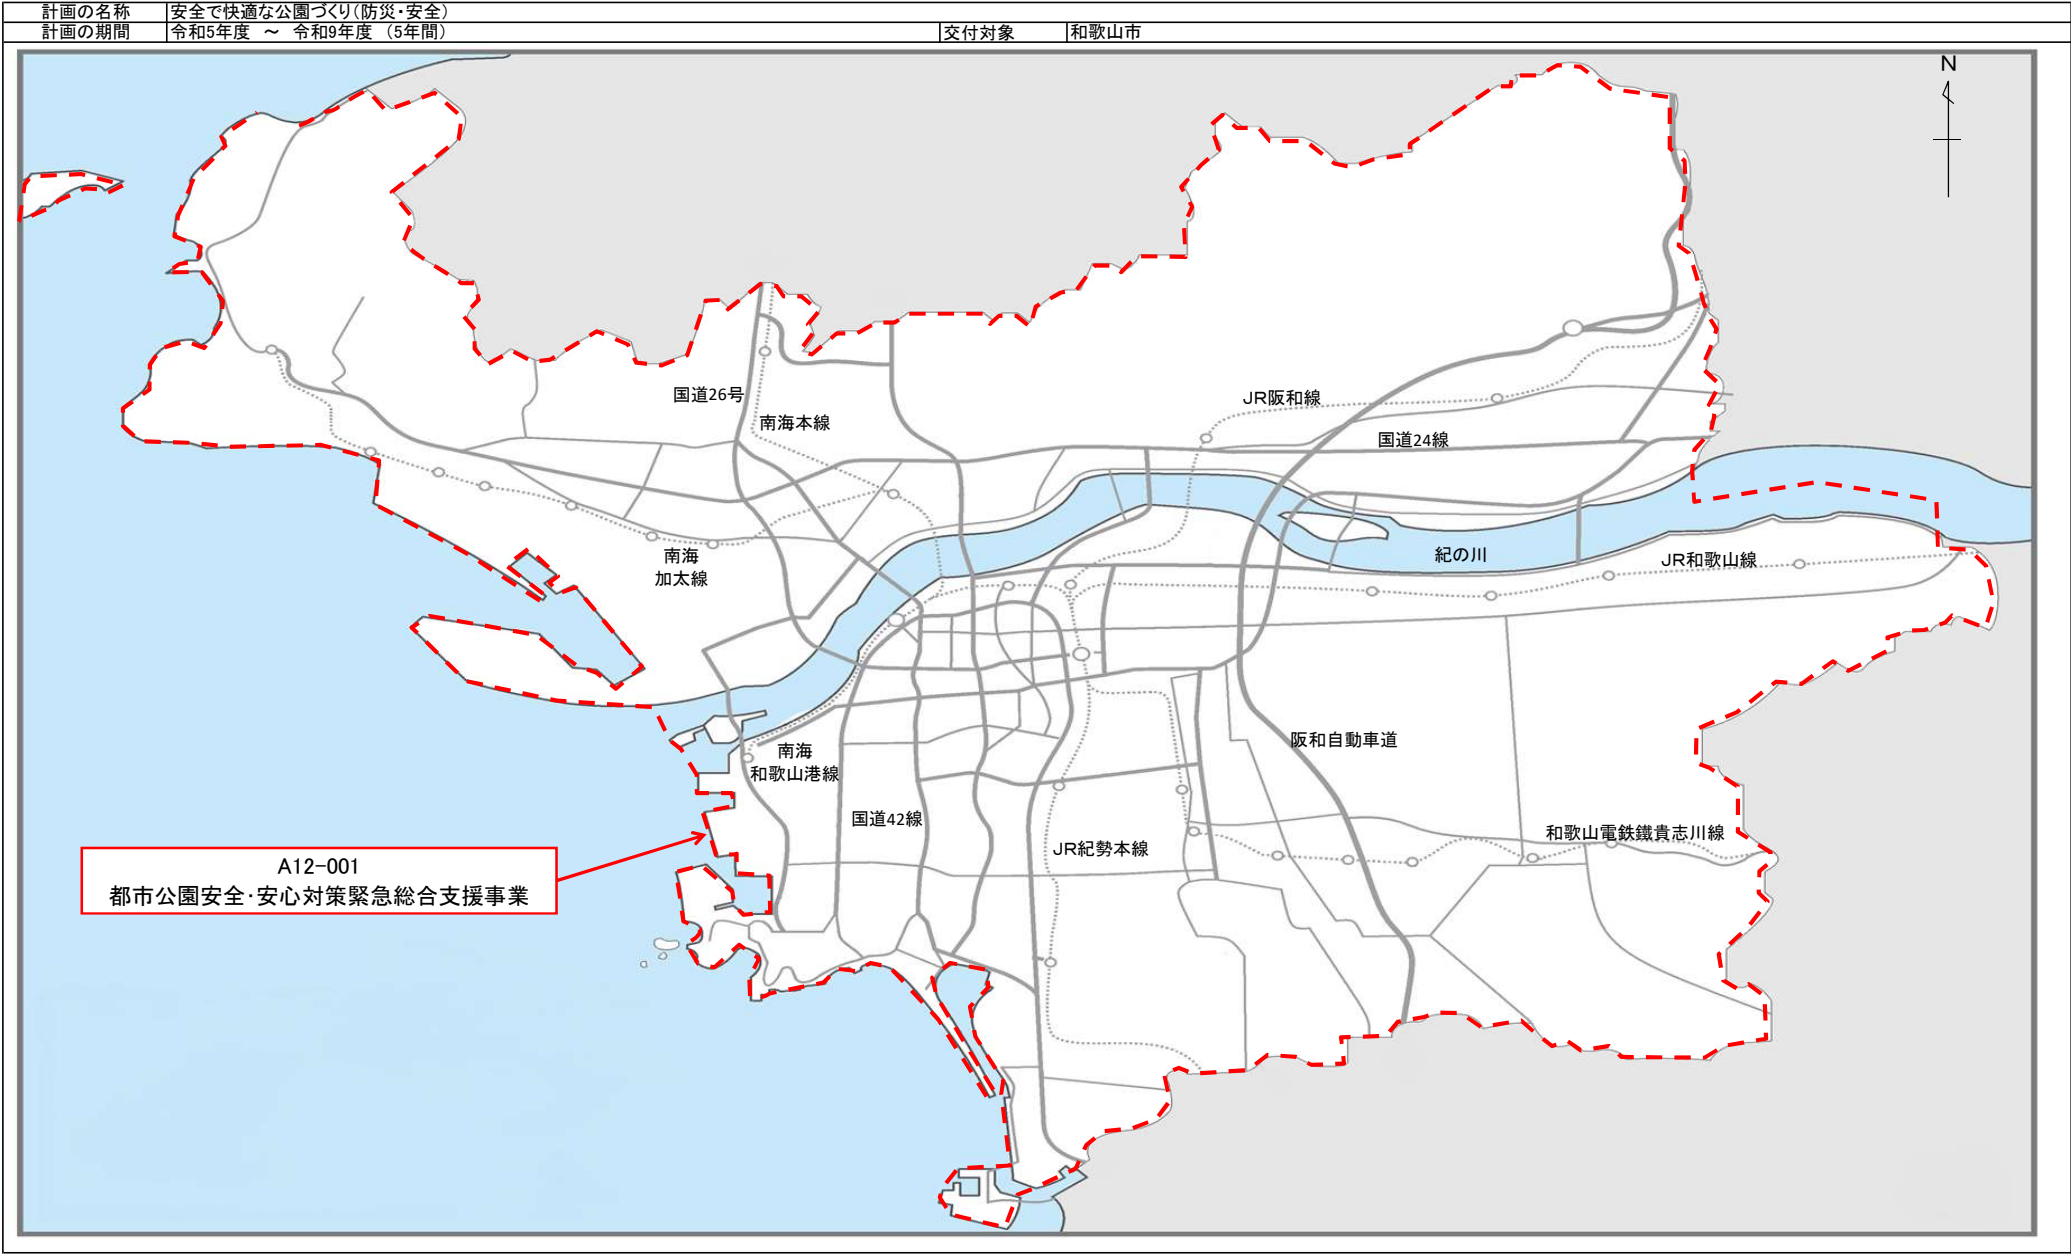 計画の名称 安全で快適な公園づくり(防災・安全)
計画の期間 令和5年度 ～ 令和9年度 (5年間) 交付対象 和歌山市
N
国道26号
南海本線
JR阪和線
国道24線
南海
加太線
紀の川
JR和歌山線
南海
和歌山港線
阪和自動車道
国道42線
JR紀勢本線
和歌山電鉄鐵貴志川線
A12-001
都市公園安全・安心対策緊急総合支援事業